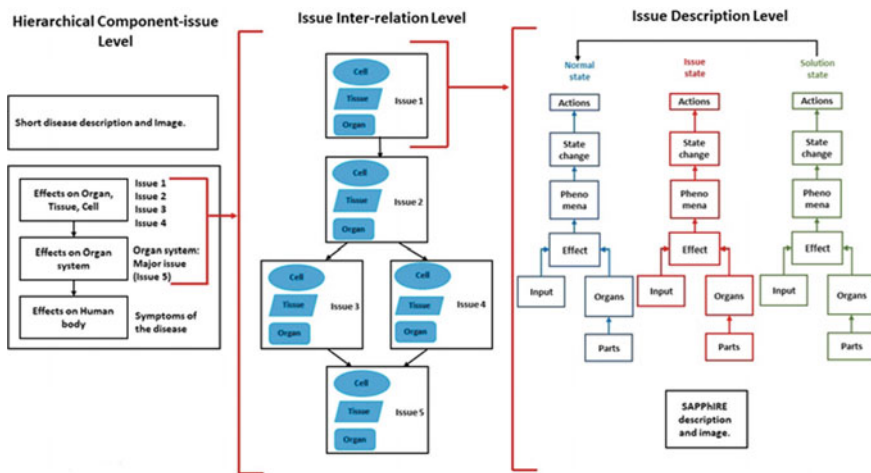 Hierarchical Component-issue
Level
Short disease description and Image.
Effects on Organ,
Tissue, Cell
Issue 1
Issue 2
Issue 3
Issue 4
Effects on Organ
system
Organ system:
Major issue
(Issue 5)
Effects on Human
body
Symptoms of
the disease
Issue Inter-relation Level
Cell
Tissue
Organ
Issue 1
Cell
Tissue
Organ
Issue 2
Cell
Tissue
Organ
Issue 3
Cell
Tissue
Organ
Issue 4
Cell
Tissue
Organ
Issue 5
Issue Description Level
Normal
state
Actions
State
change
Pheno
mena
Effect
Input
Organs
Parts
Issue
state
Actions
State
change
Pheno
mena
Effect
Input
Organs
Parts
Solution
state
Actions
State
change
Pheno
mena
Effect
Input
Organs
Parts
SAPPhIRE
description
and image.